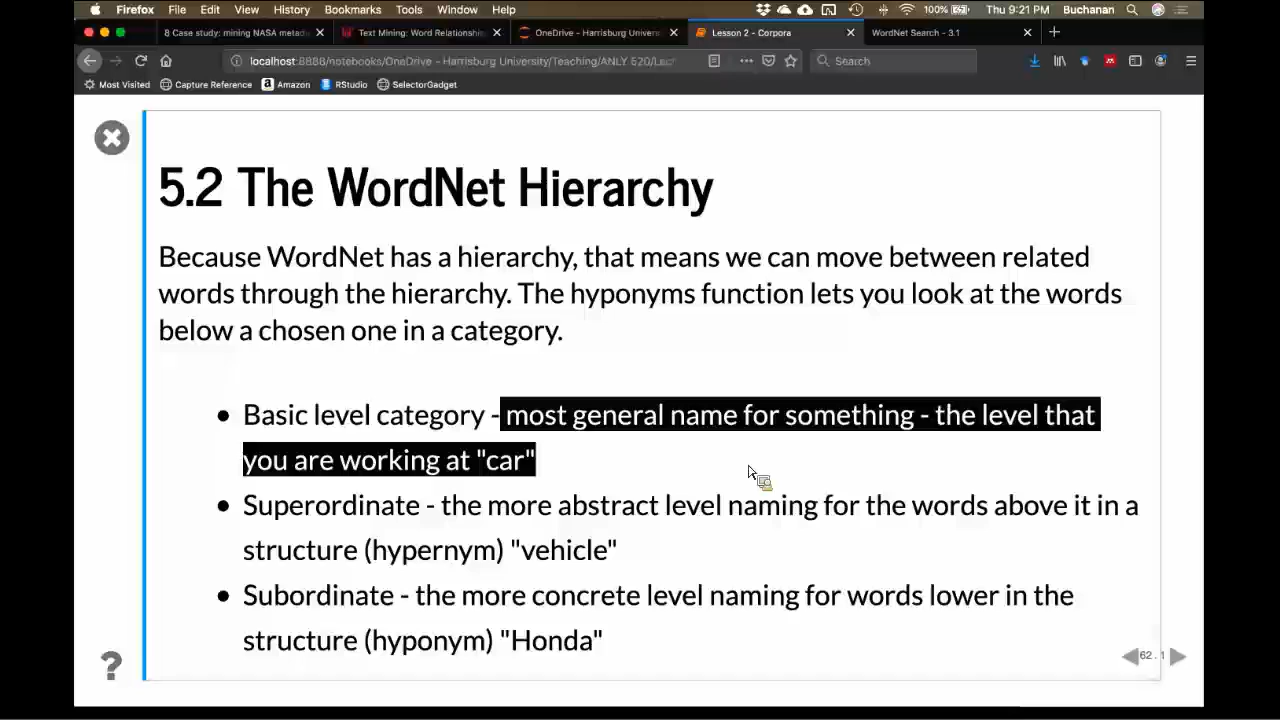 Firefox File Edit View History Bookmarks Tools Window Help 100% Thu 9:21 PM Buchanan
8 Case study: mining NASA metad Text Mining: Word Relationship OneDrive - Harrisburg Univers Lesson 2 - Corpora WordNet Search - 3.1
localhost:8888/notebooks/OneDrive - Harrisburg University/Teaching/ANLY 520/Lect Search
Most Visited Capture Reference Amazon RStudio SelectorGadget
5.2 The WordNet Hierarchy
Because WordNet has a hierarchy, that means we can move between related
words through the hierarchy. The hyponyms function lets you look at the words
below a chosen one in a category.
• Basic level category - most general name for something - the level that
you are working at "car"
• Superordinate - the more abstract level naming for the words above it in a
structure (hypernym) "vehicle"
• Subordinate - the more concrete level naming for words lower in the
structure (hyponym) "Honda"
62.1